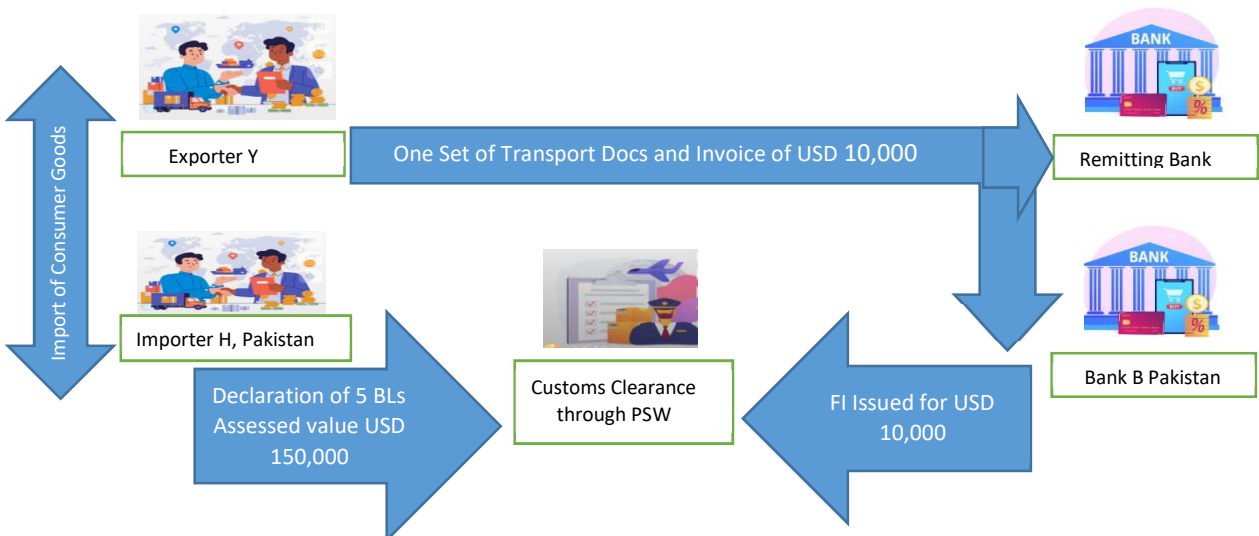 BANK
BUY
$
%
Exporter Y
One Set of Transport Docs and Invoice of USD 10,000
Remitting Bank
Import of Consumer Goods
BANK
BUY
$
%
Importer H, Pakistan
Declaration of 5 BLs
Assessed value USD
150,000
Customs Clearance
through PSW
FI Issued for USD
10,000
Bank B Pakistan